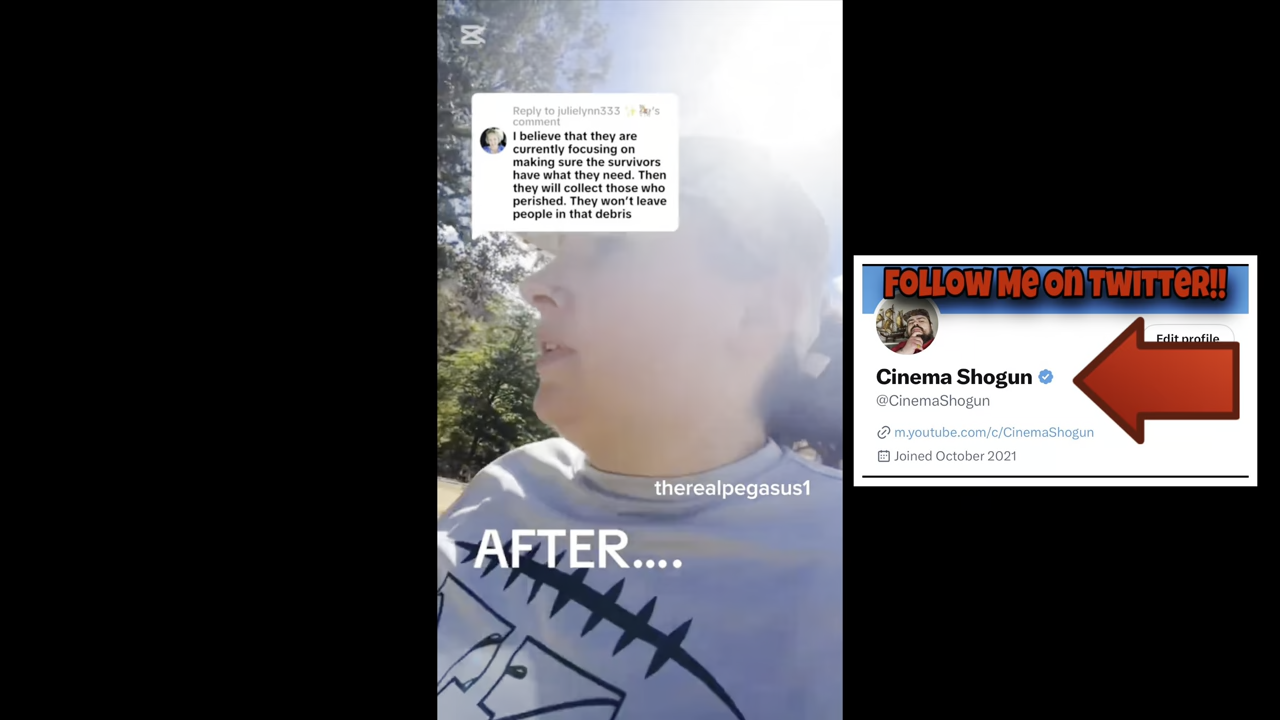 Reply to julielynn333 ✨🎠's
comment
I believe that they are
currently focusing on
making sure the survivors
have what they need. Then
they will collect those who
perished. They won’t leave
people in that debris
therealpegasus1
AFTER....
FOLLOW ME ON TWITTER!!
Edit profile
Cinema Shogun
@CinemaShogun
m.youtube.com/c/CinemaShogun
Joined October 2021